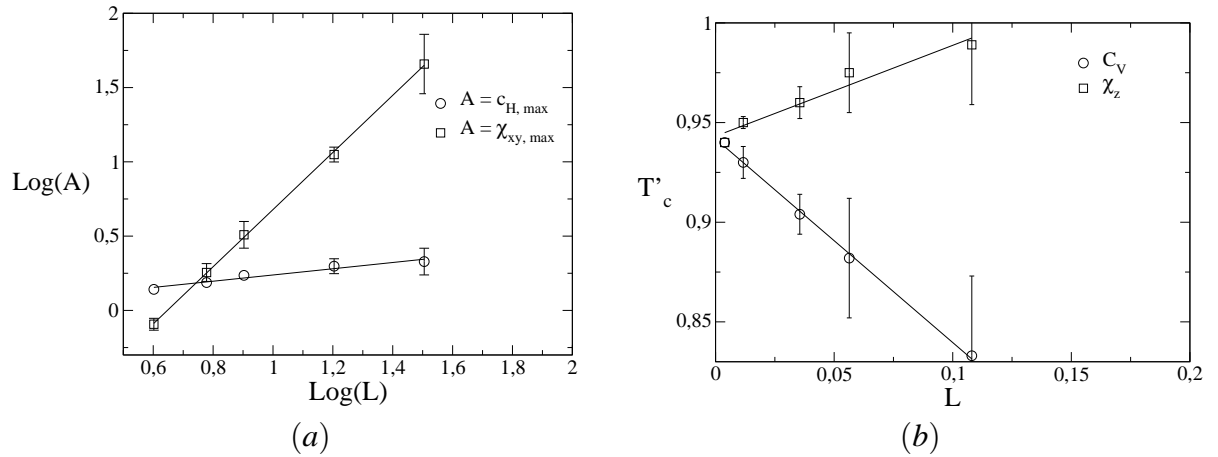 2
1,5
1
0,5
0
Log(A)
A = c_H, max
A = χ_xy, max
0,6 0,8 1 1,2 1,4 1,6 1,8 2
Log(L)
(a)
1
0,95
0,9
0,85
T'_c
C_V
χ_z
0 0,05 0,1 0,15 0,2
L
(b)